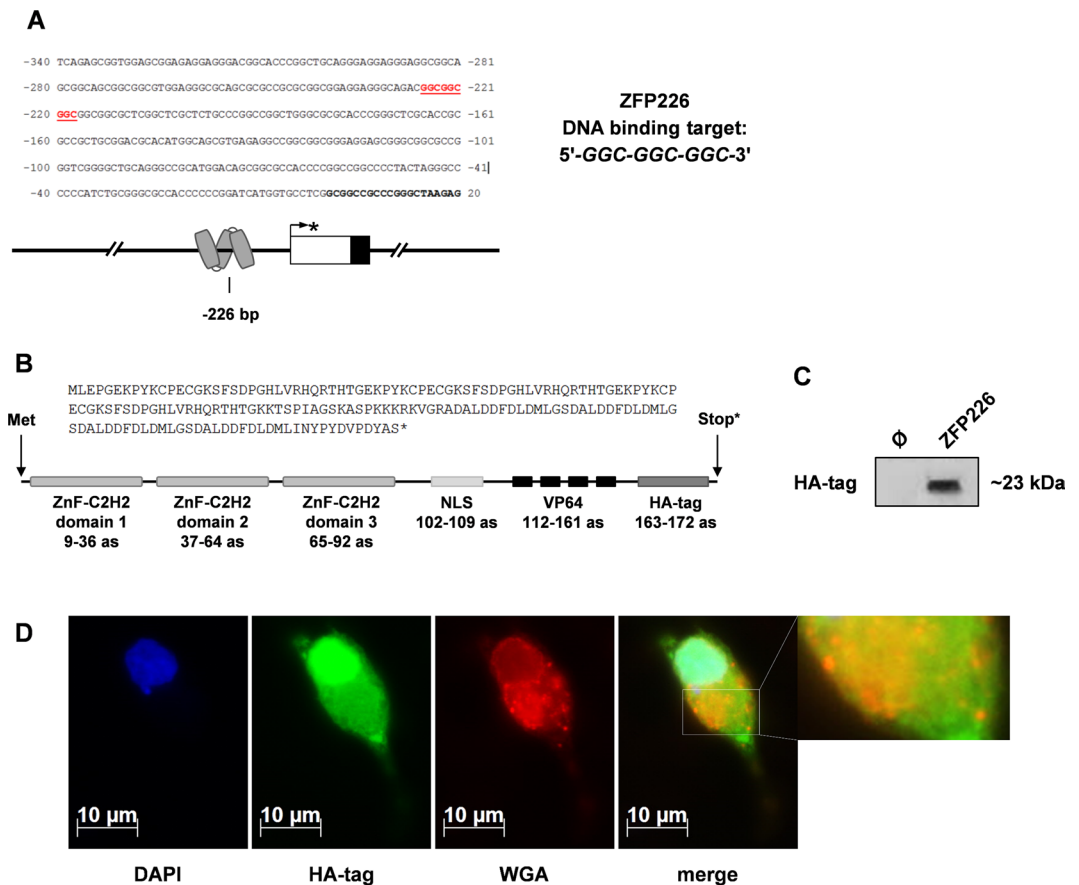 A
-340 TCAGAGCGGTGGAGCGGAGAGGAGGGACGGCACCCGGCTGCAGGGAGGAGGGAGGCGGCA -281
-280 GCGGCAGCGGCGGCGTGGAGGGCGCAGCGCGCCGCGCGGCGGAGGAGGGCAGACGGCGGC -221
-220 GGCGGCGGCGCTCGGCTCGCTCTGCCCGGCCGGCTGGGCGCGCACCCGGGCTCGCACCGC -161
-160 GCCGCTGCGGACGCACATGGCAGCGTGAGAGGCCGGCGGGAGGAGCGGGCGGCGCCG -101
-100 GGTCGGGGCTGCAGGGCCGCATGGACAGCGGCGCCACCCCGGCCGGCCCCTACTAGGGCC -41
-40 CCCCATCTGCGGGCGCCACCCCCCGGATCATGGTGCCTCGGCGGCCGCCCGGGCTAAGAG 20
ZFP226
DNA binding target:
5'-GGC-GGC-GGC-3'
*
-226 bp
B
MLEPGEKPYKCPECGKSFSDPGHLVRHQRTHTGEKPYKCPECGKSFSDPGHLVRHQRTHTGEKPYKCP
ECGKSFSDPGHLVRHQRTHTGKKTSPIAGSKASPKKKRKVGRADALDDFDLDMLGSDALDDFDLDMLG
SDALDDFDLDMLGSDALDDFDLDMLINYPYDVPDYAS*
Met
Stop*
ZnF-C2H2 domain 1 9-36 as
ZnF-C2H2 domain 2 37-64 as
ZnF-C2H2 domain 3 65-92 as
NLS 102-109 as
VP64 112-161 as
HA-tag 163-172 as
C
Ø ZFP226
HA-tag ~23 kDa
D
10 µm 10 µm 10 µm 10 µm
DAPI HA-tag WGA merge